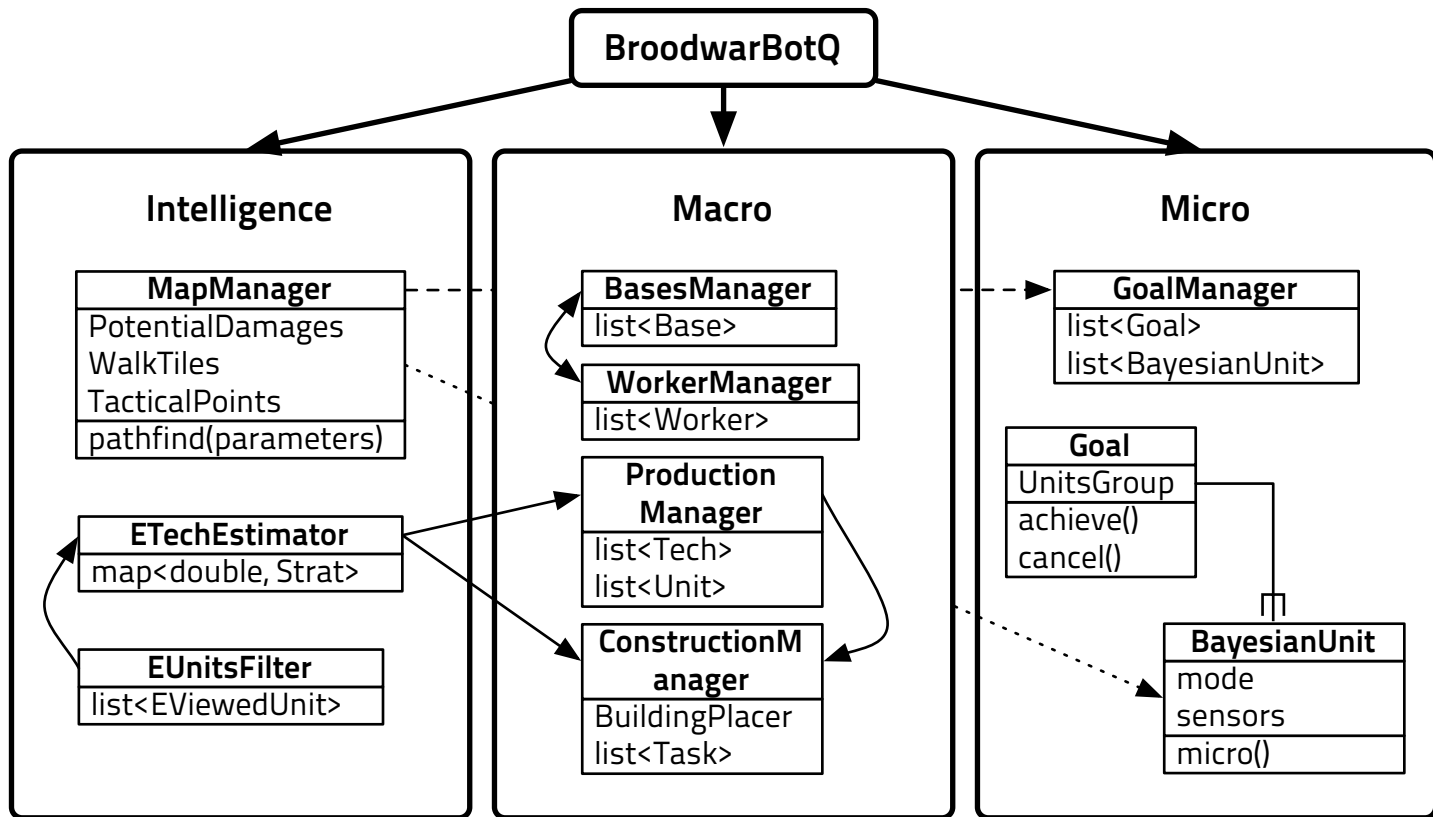 BroodwarBotQ
Intelligence
MapManager
PotentialDamages
WalkTiles
TacticalPoints
pathfind(parameters)
ETechEstimator
map<double, Strat>
EUnitsFilter
list<EViewedUnit>
Macro
BasesManager
list<Base>
WorkerManager
list<Worker>
Production
Manager
list<Tech>
list<Unit>
ConstructionM
anager
BuildingPlacer
list<Task>
Micro
GoalManager
list<Goal>
list<BayesianUnit>
Goal
UnitsGroup
achieve()
cancel()
BayesianUnit
mode
sensors
micro()